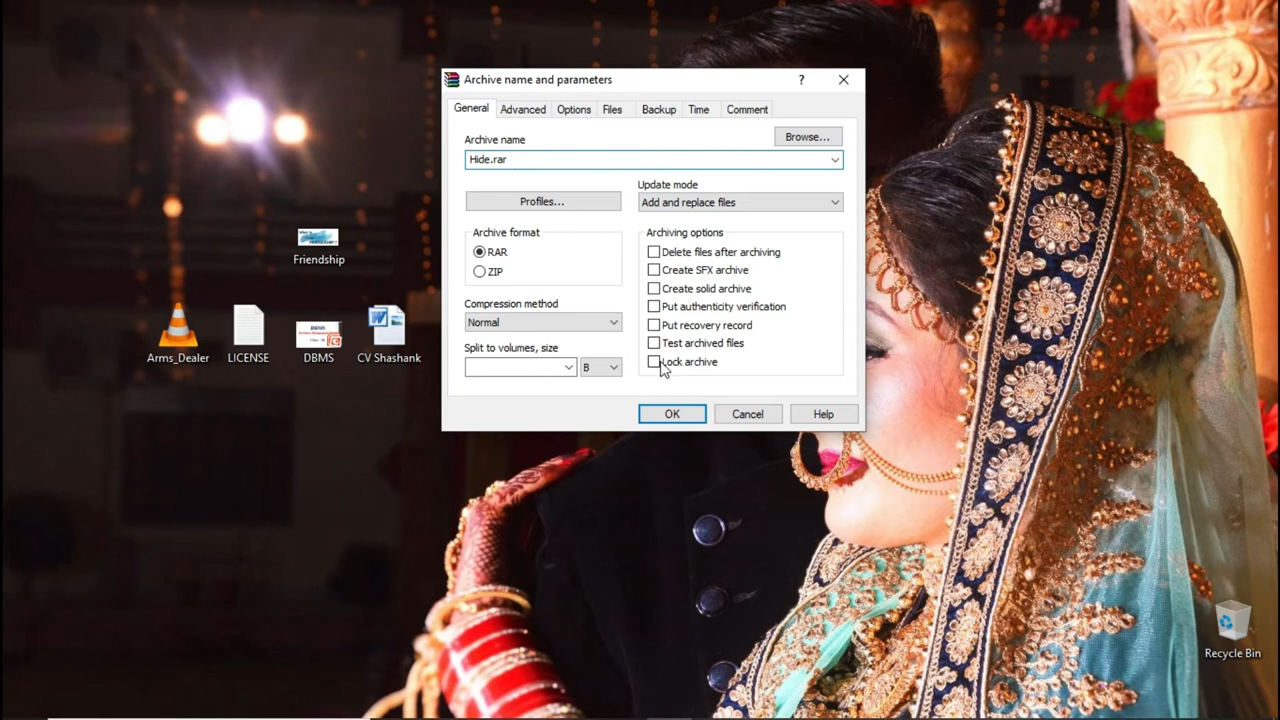 Archive name and parameters
?
General Advanced Options Files Backup Time Comment
Archive name
Browse...
Hide.rar
Update mode
Profiles...
Add and replace files
Archive format
Archiving options
RAR
Delete files after archiving
ZIP
Create SFX archive
Create solid archive
Compression method
Put authenticity verification
Normal
Put recovery record
Split to volumes, size
Test archived files
B
Lock archive
OK Cancel Help
Friendship
Arms_Dealer LICENSE DBMS CV Shashank
Recycle Bin